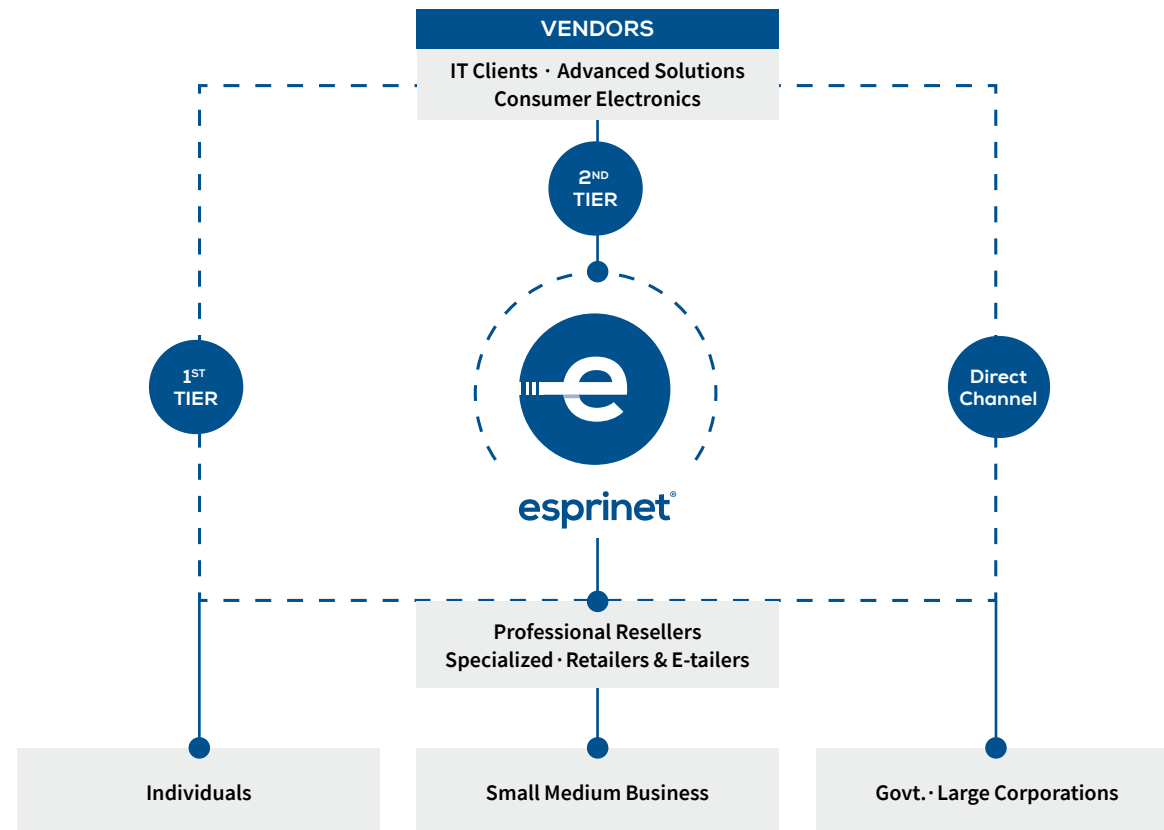 VENDORS
IT Clients · Advanced Solutions
Consumer Electronics
2ND
TIER
1ST
TIER
e
Direct
Channel
esprinet®
Professional Resellers
Specialized · Retailers & E-tailers
Individuals
Small Medium Business
Govt. · Large Corporations